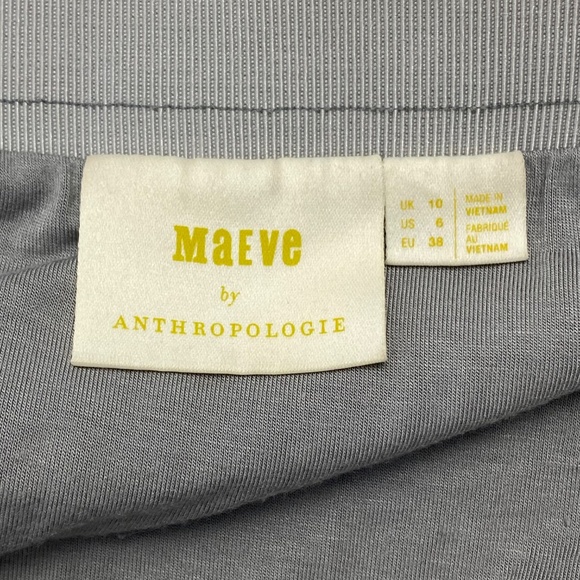 MaEVe
by
ANTHROPOLOGIE
UK 10
US 6
EU 38
MADE IN
VIETNAM
FABRIQUÉ
AU
VIETNAM